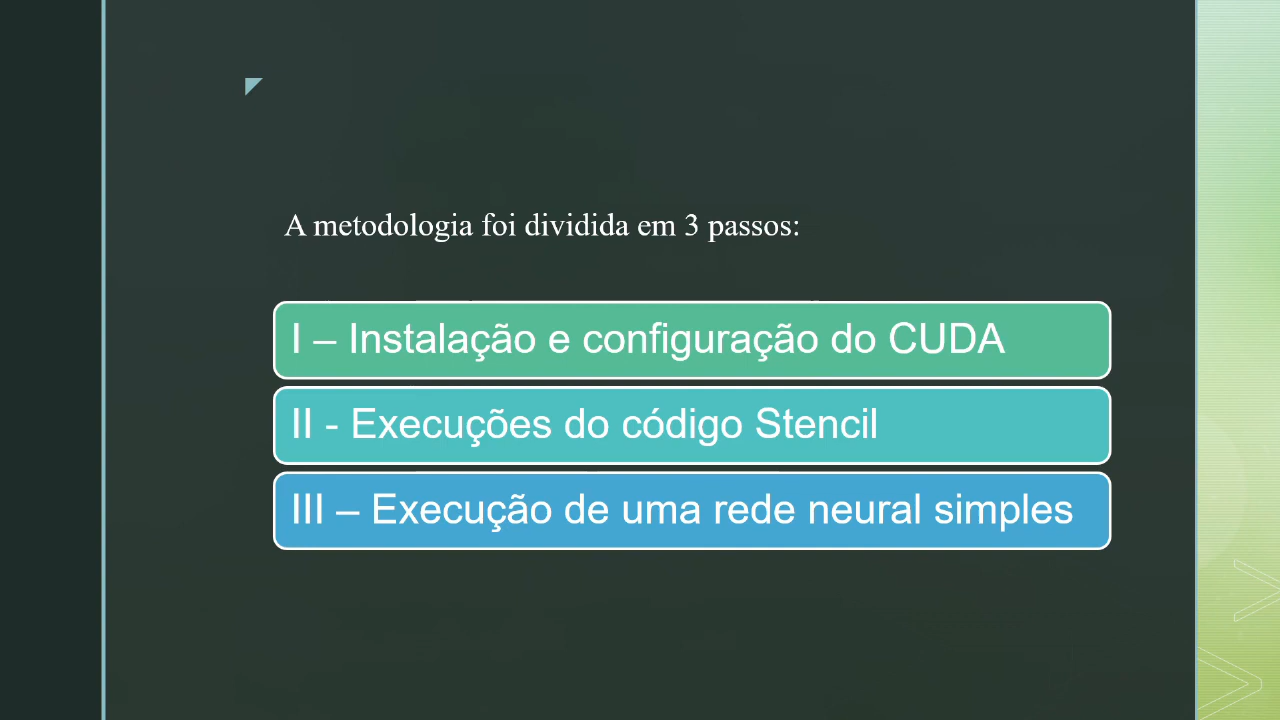 A metodologia foi dividida em 3 passos:
I – Instalação e configuração do CUDA
II - Execuções do código Stencil
III – Execução de uma rede neural simples